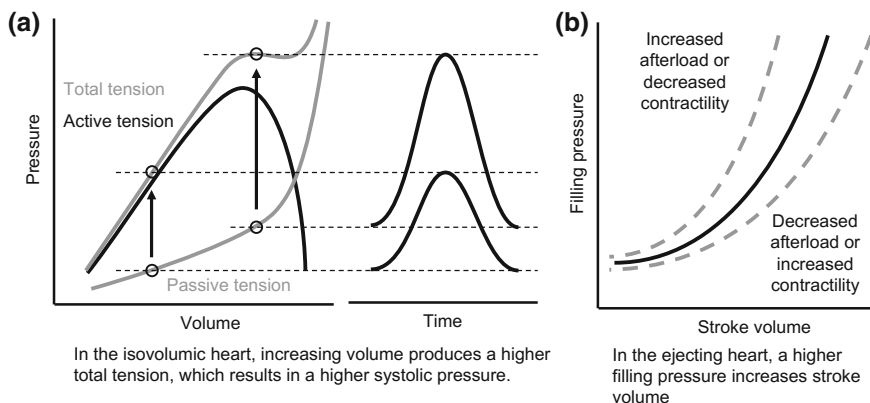 (a)
Total tension
Active tension
Pressure
Passive tension
Volume
Time
In the isovolumic heart, increasing volume produces a higher
total tension, which results in a higher systolic pressure.
(b)
Increased
afterload or
decreased
contractility
Filling pressure
Decreased
afterload or
increased
contractility
Stroke volume
In the ejecting heart, a higher
filling pressure increases stroke
volume